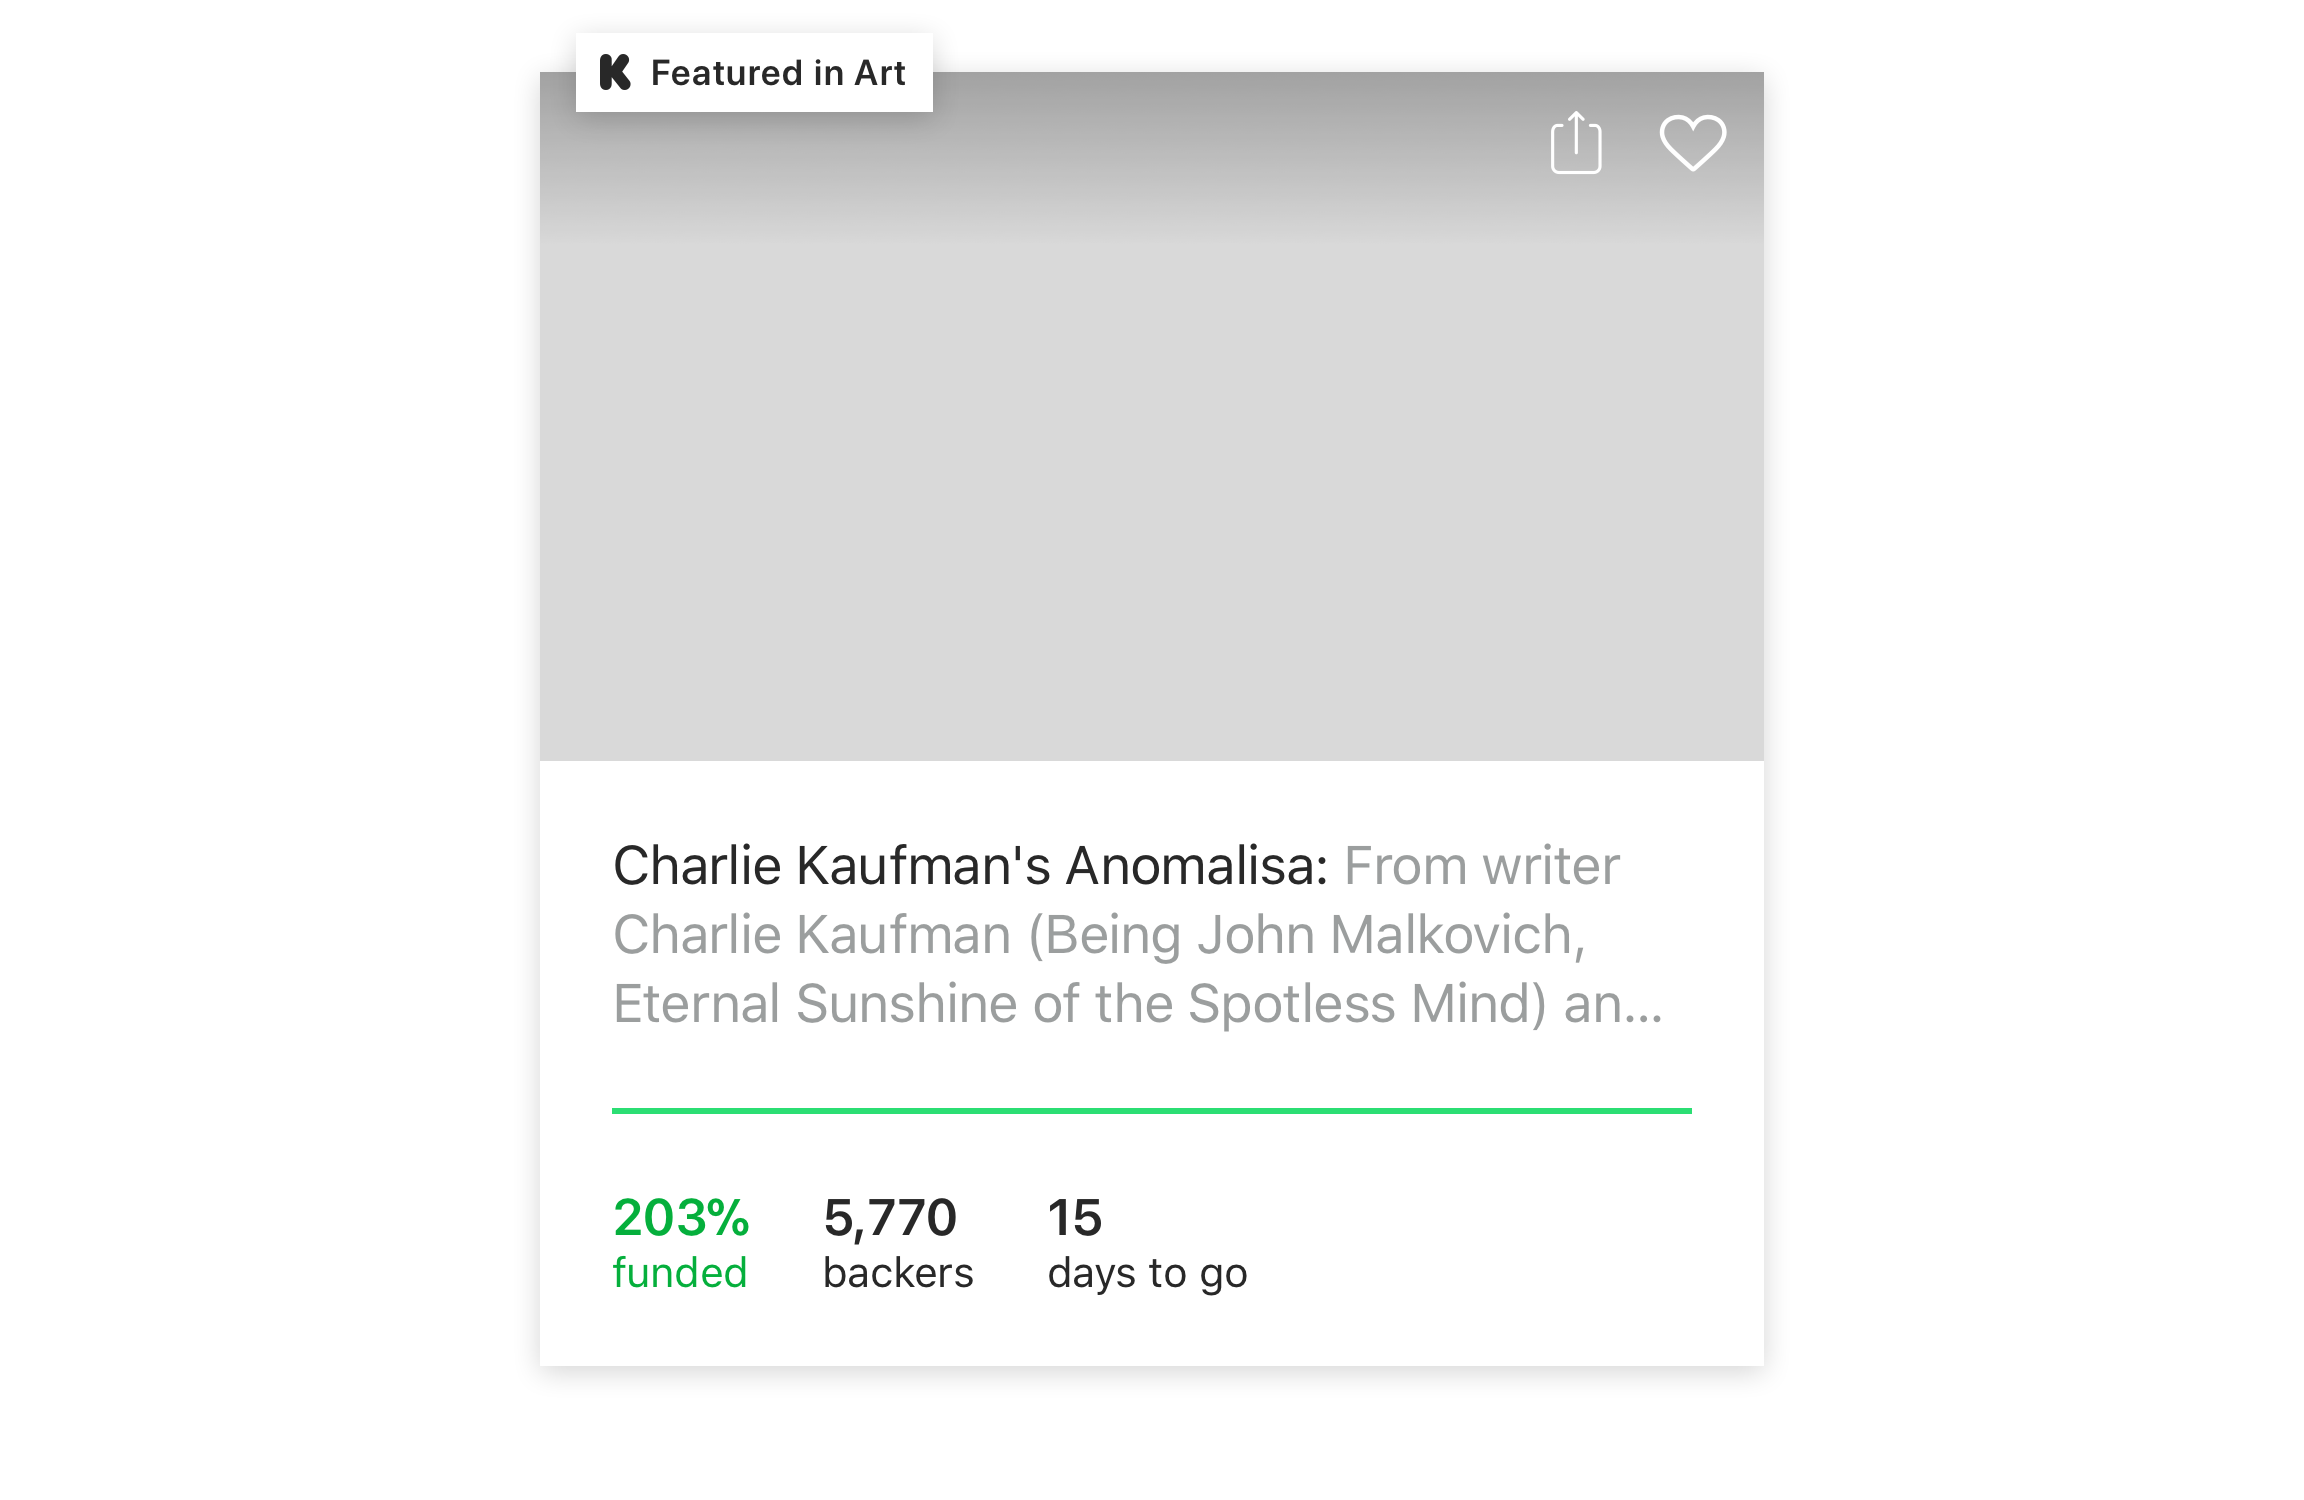 Featured in Art
Charlie Kaufman's Anomalisa: From writer
Charlie Kaufman (Being John Malkovich,
Eternal Sunshine of the Spotless Mind) an...
203% 5,770 15
funded backers days to go